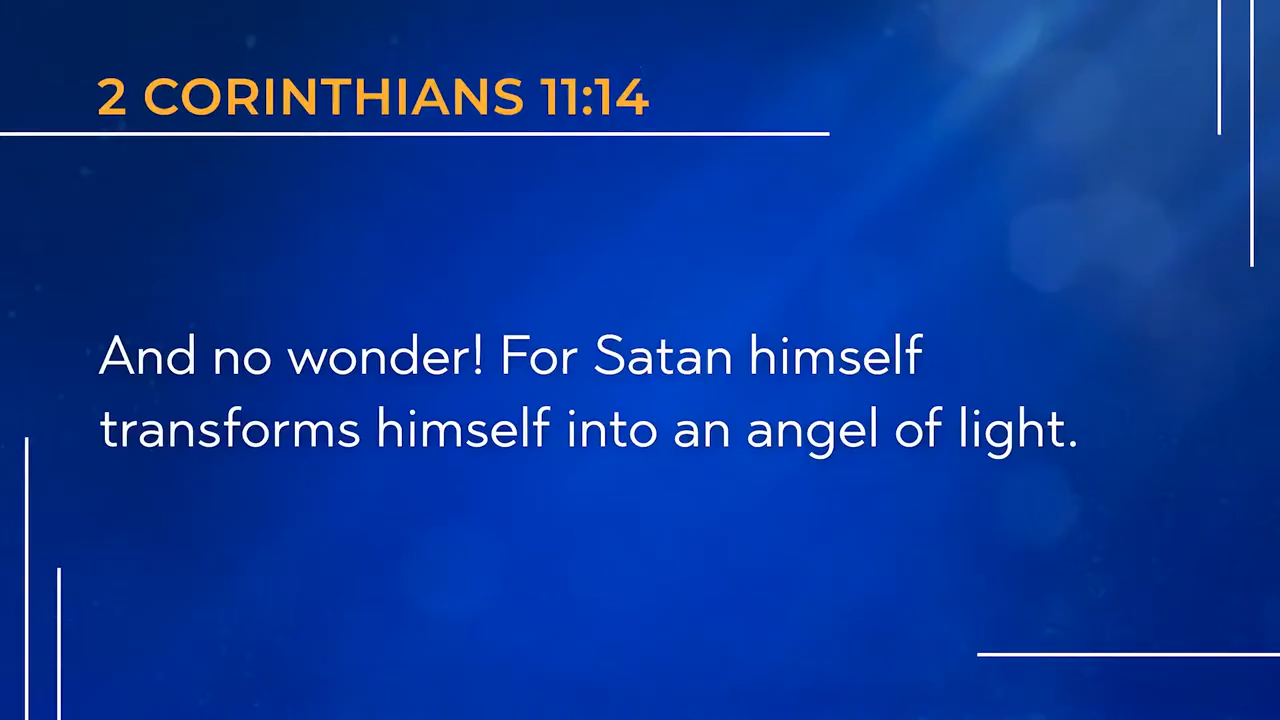 2 CORINTHIANS 11:14
And no wonder! For Satan himself
transforms himself into an angel of light.